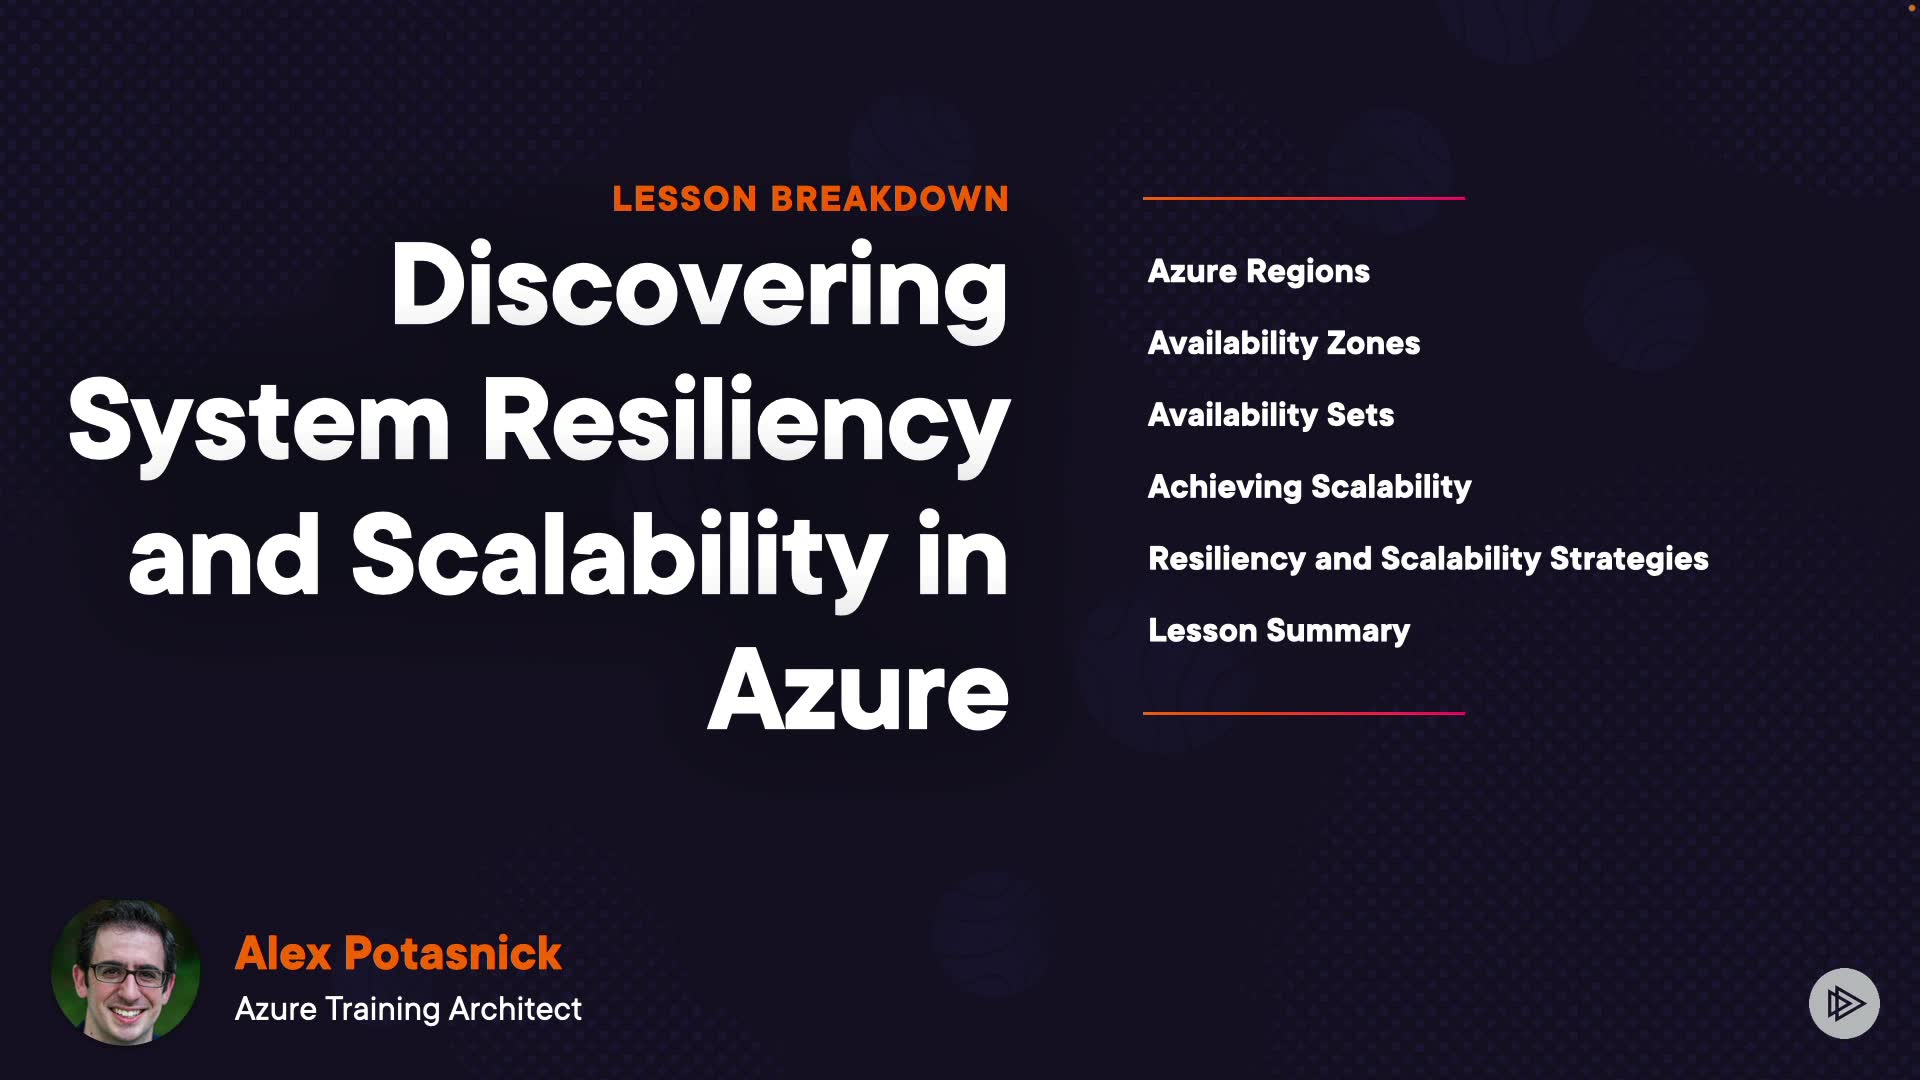 LESSON BREAKDOWN
Discovering
System Resiliency
and Scalability in
Azure
Azure Regions
Availability Zones
Availability Sets
Achieving Scalability
Resiliency and Scalability Strategies
Lesson Summary
Alex Potasnick
Azure Training Architect